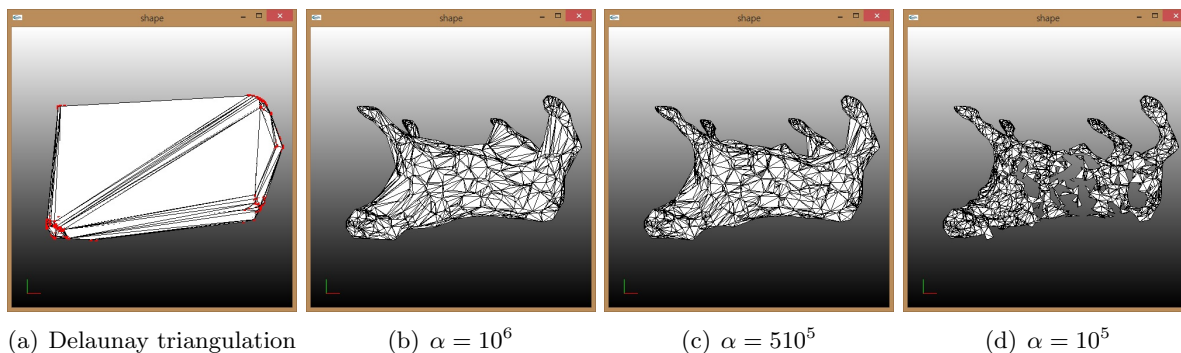 shape
shape
shape
shape
(a) Delaunay triangulation
(b) α = 10⁶
(c) α = 510⁵
(d) α = 10⁵